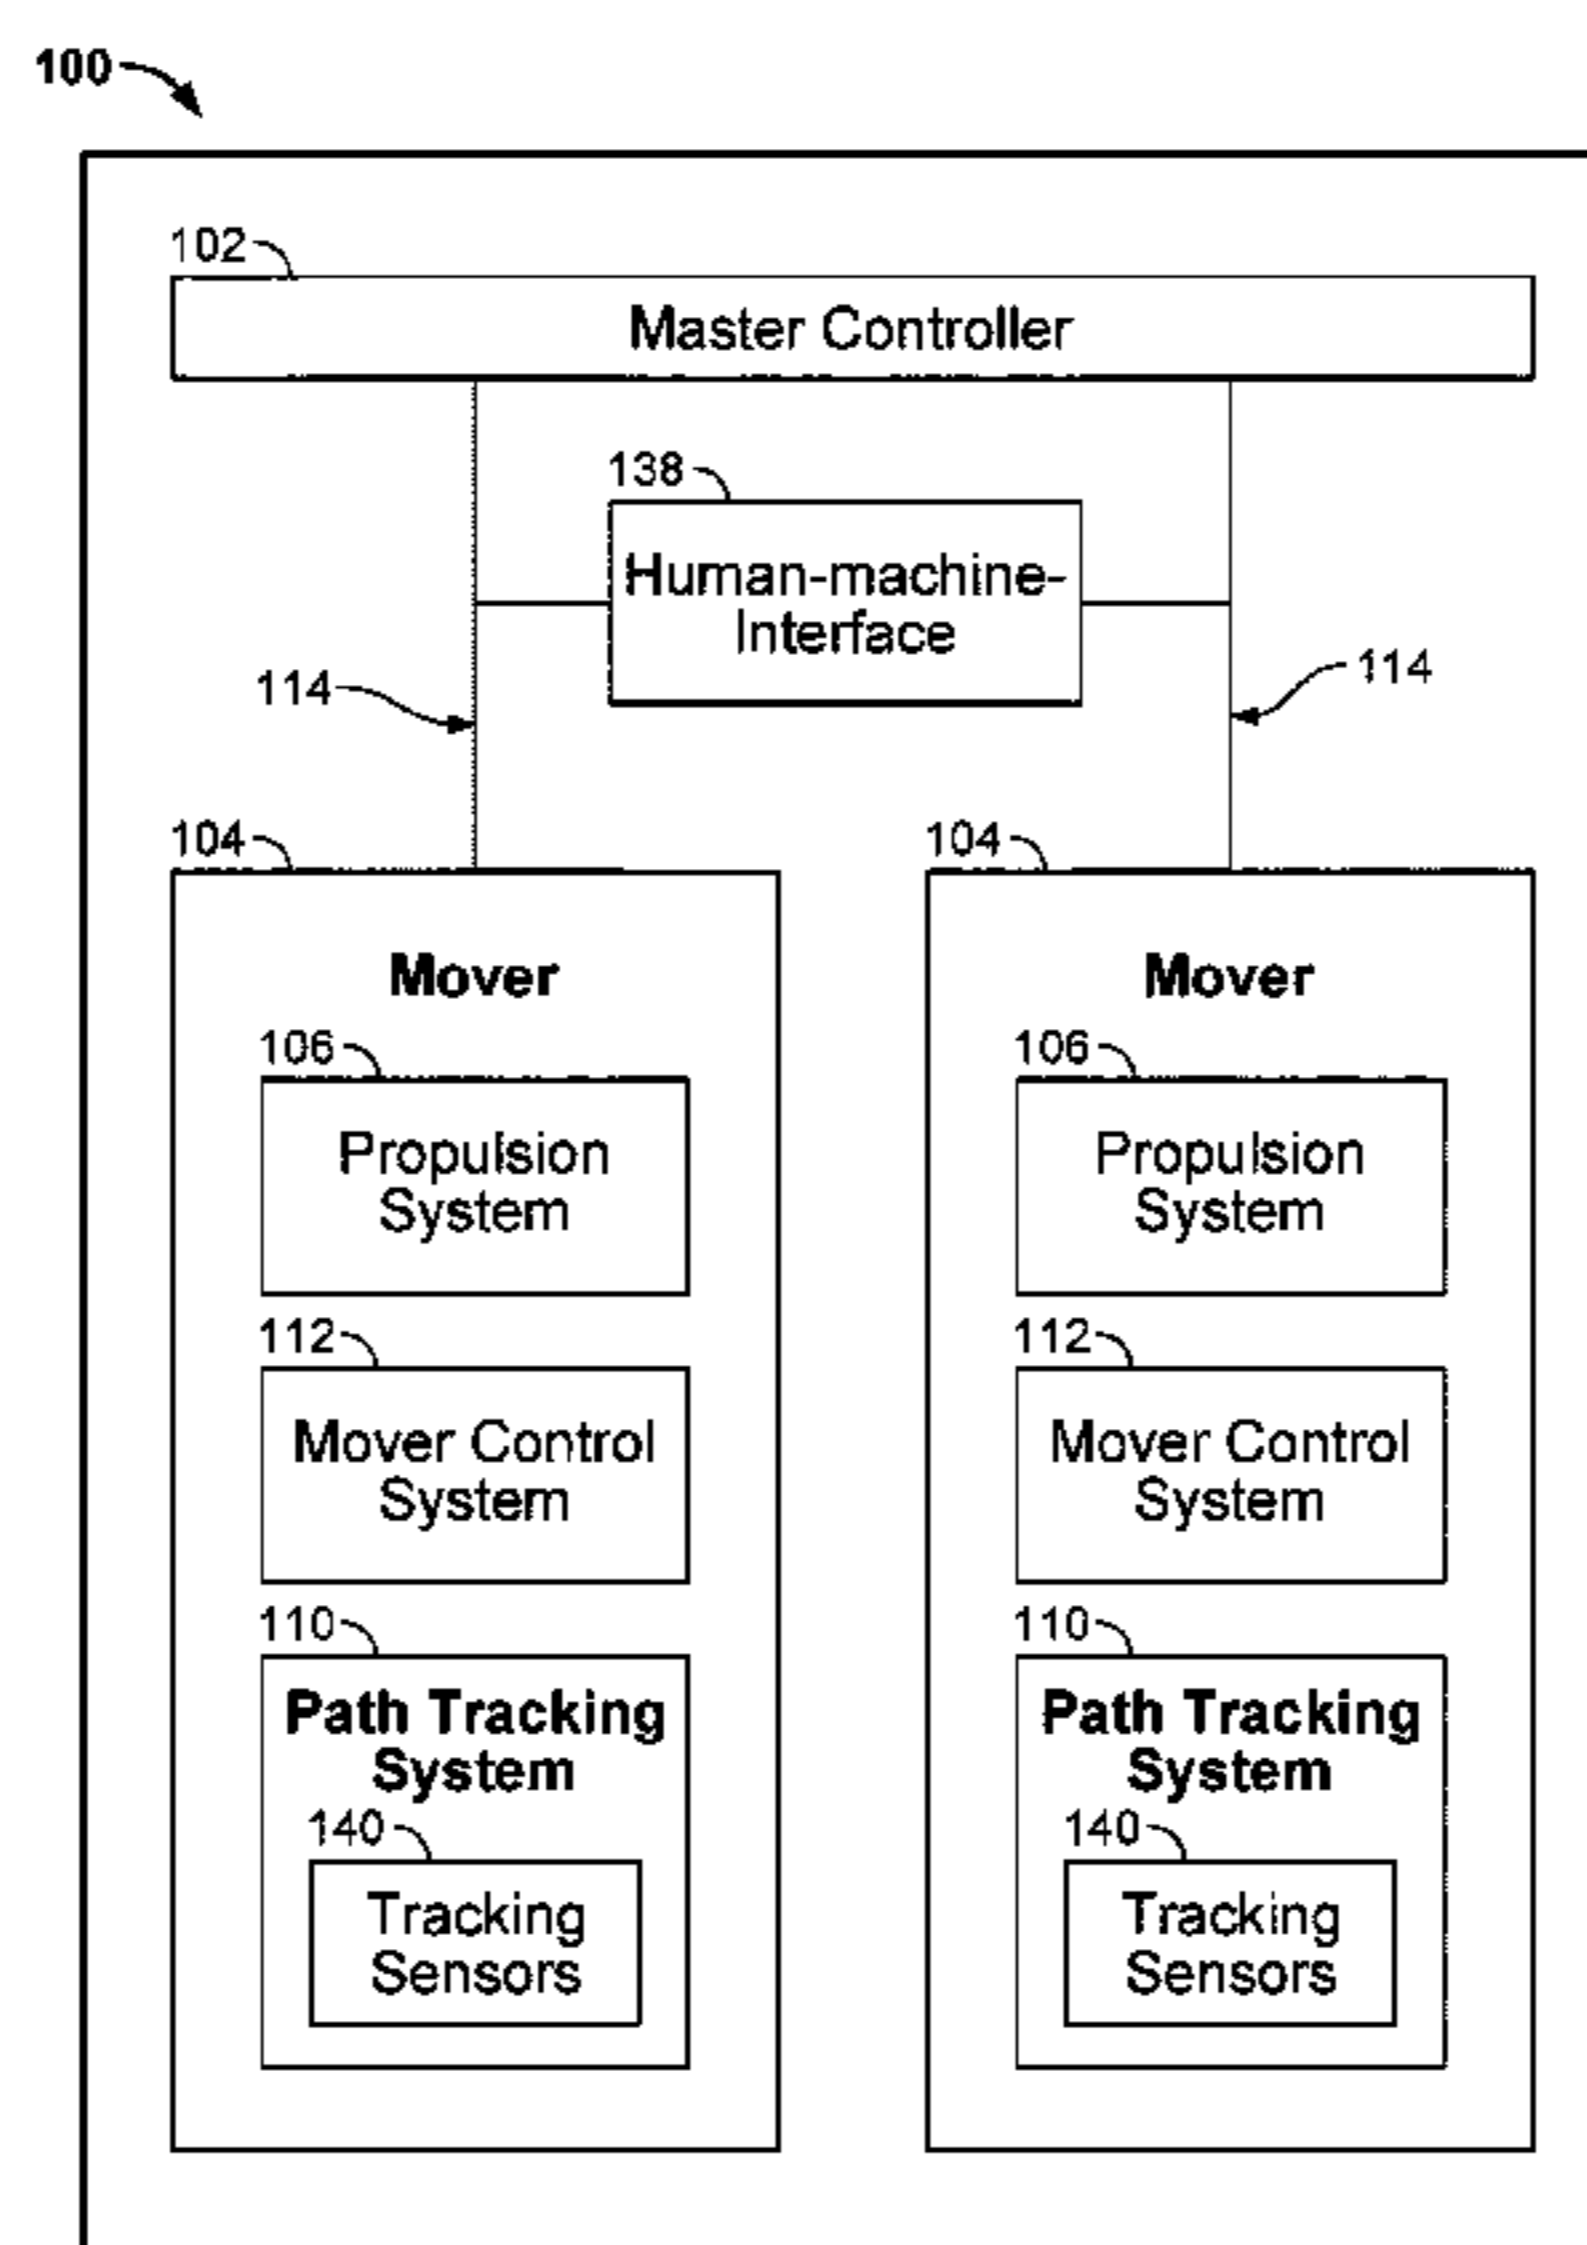 100
102
Master Controller
138
Human-machine-
Interface
114
114
104
104
Mover
Mover
106
106
Propulsion
System
Propulsion
System
112
112
Mover Control
System
Mover Control
System
110
110
Path Tracking
System
Path Tracking
System
140
140
Tracking
Sensors
Tracking
Sensors